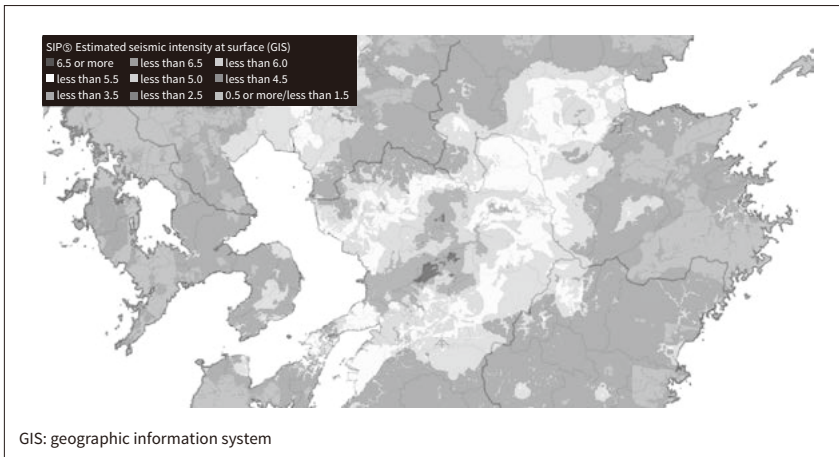 SIPⓈ Estimated seismic intensity at surface (GIS)
6.5 or more less than 6.5 less than 6.0
less than 5.5 less than 5.0 less than 4.5
less than 3.5 less than 2.5 0.5 or more/less than 1.5
GIS: geographic information system